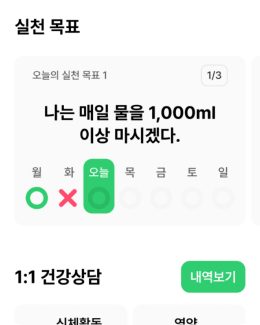 실천 목표
오늘의 실천 목표 1
1/3
나는 매일 물을 1,000ml
이상 마시겠다.
월 화 오늘 목 금 토 일
1:1 건강상담
내역보기
신체활동 영양